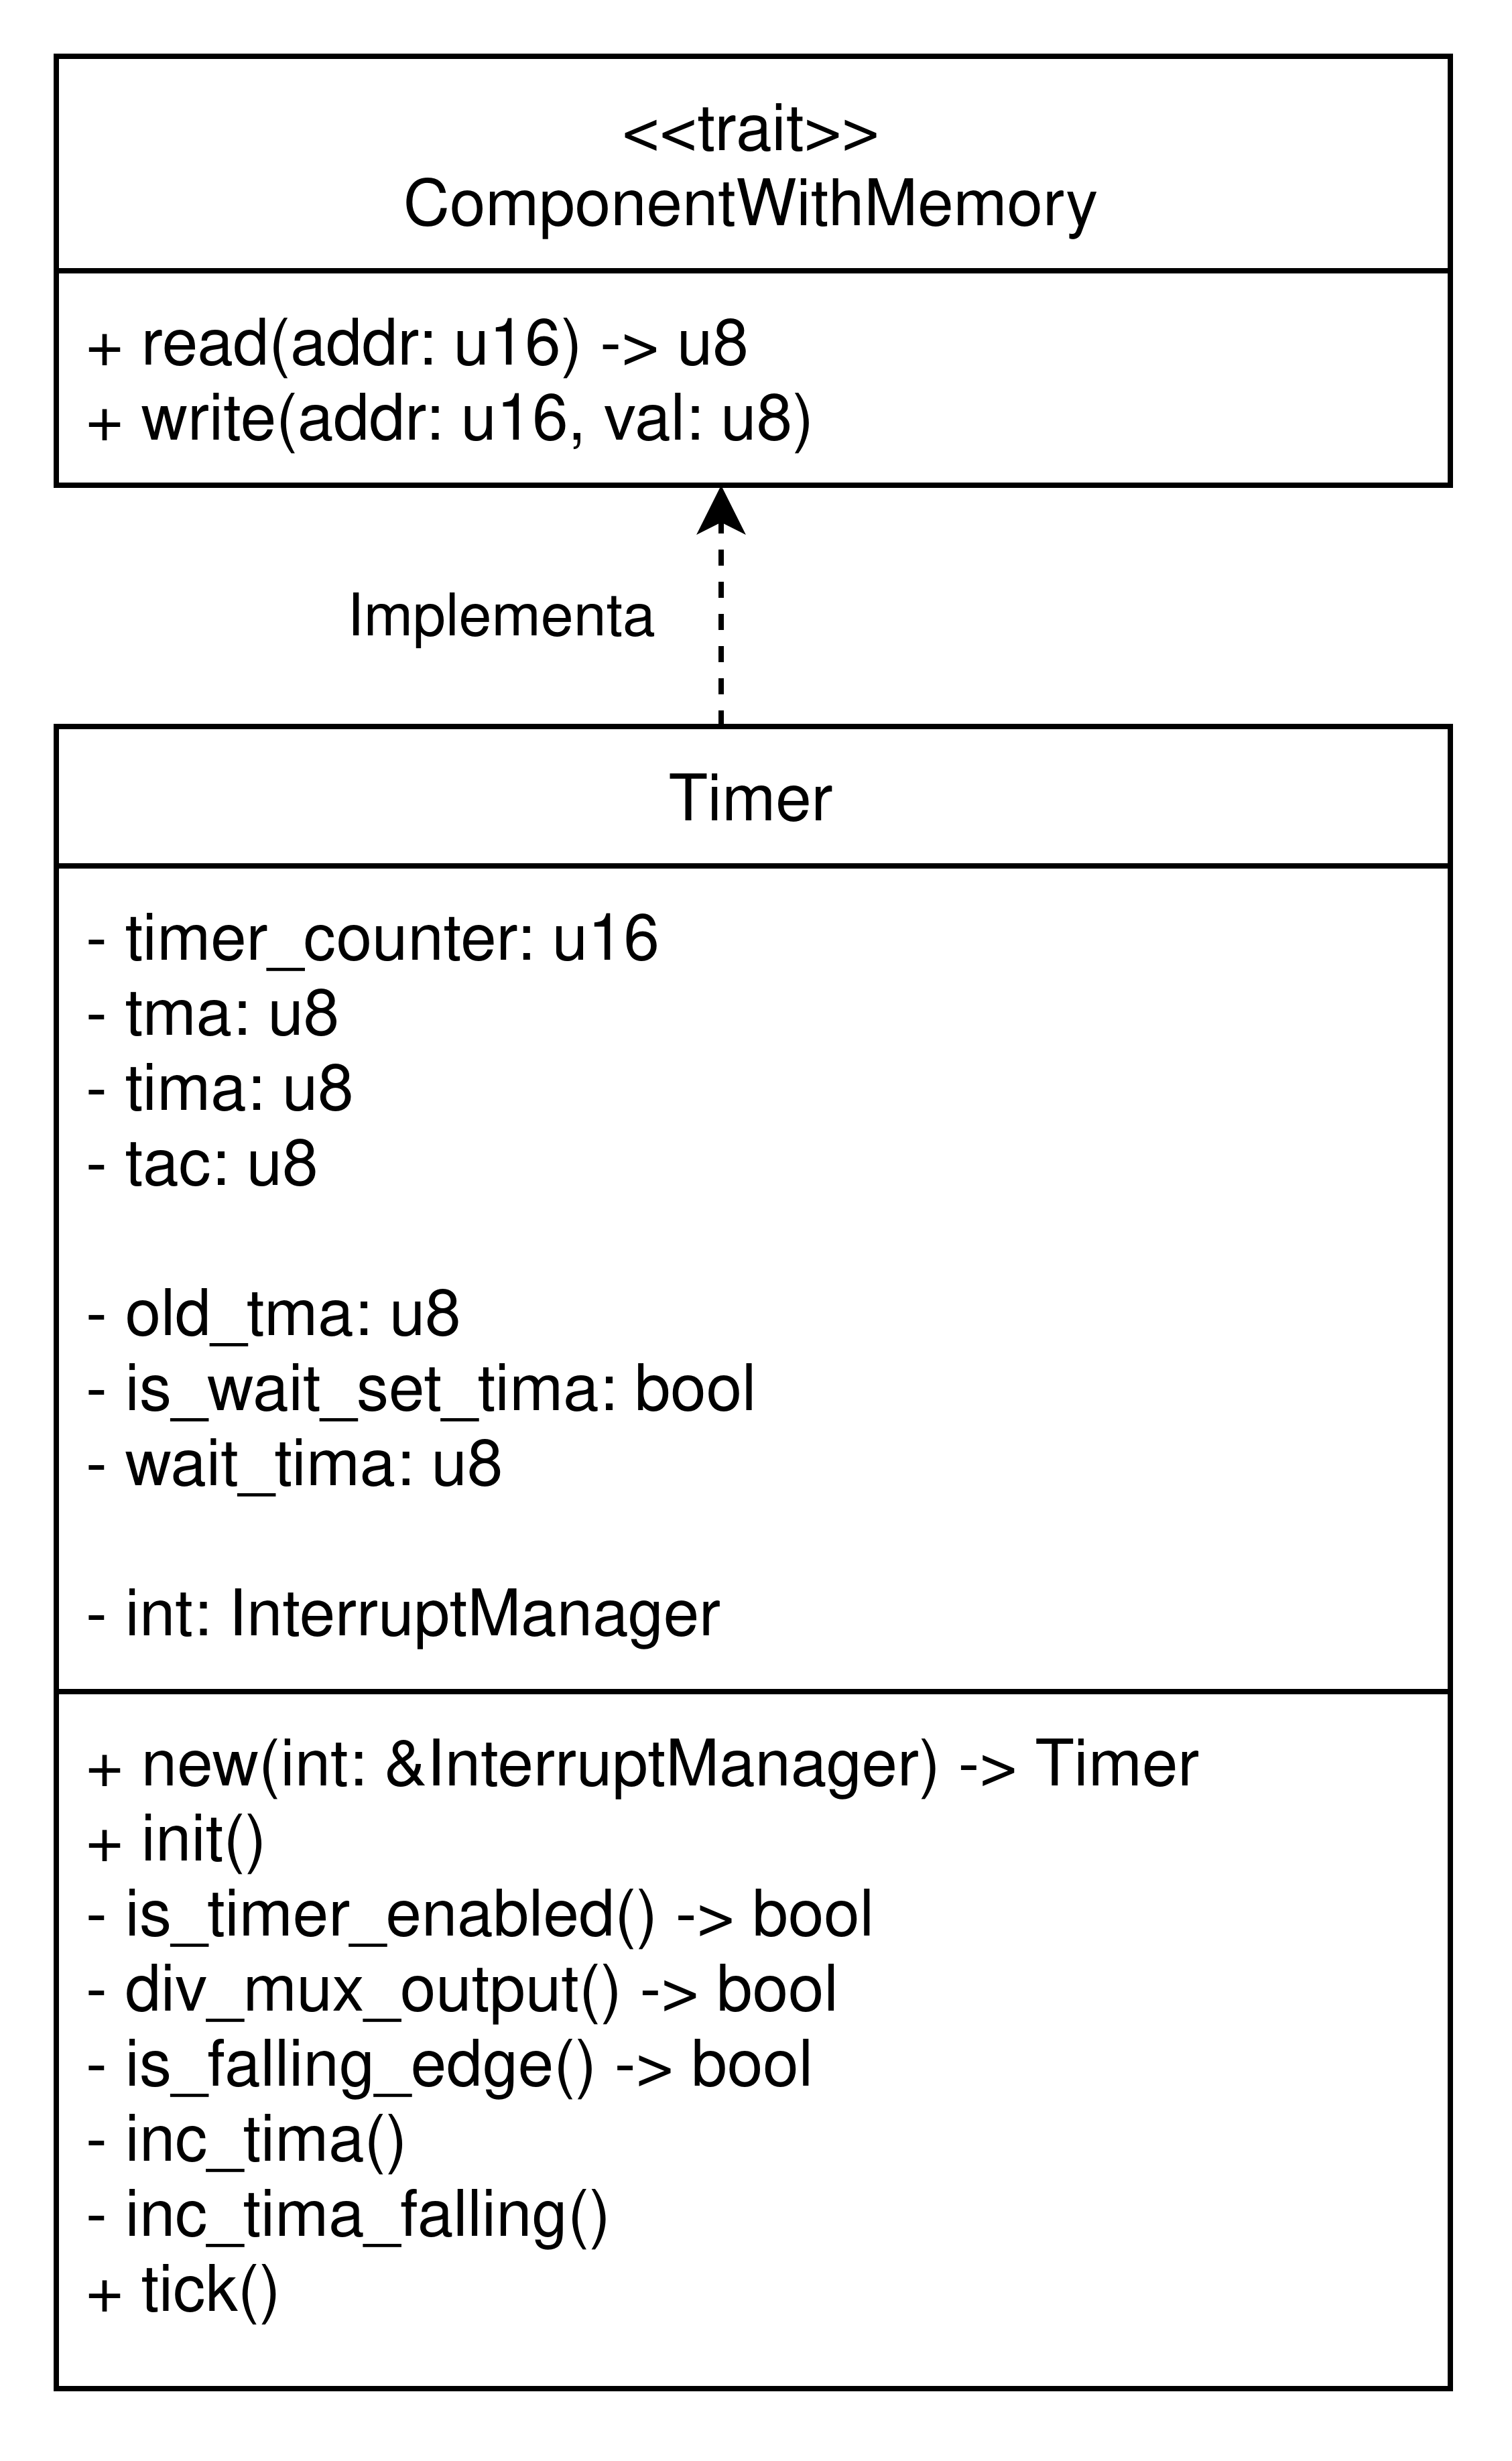 <<trait>>
ComponentWithMemory
+ read(addr: u16) -> u8
+ write(addr: u16, val: u8)
Implementa
Timer
- timer_counter: u16
- tma: u8
- tima: u8
- tac: u8
- old_tma: u8
- is_wait_set_tima: bool
- wait_tima: u8
- int: InterruptManager
+ new(int: &InterruptManager) -> Timer
+ init()
- is_timer_enabled() -> bool
- div_mux_output() -> bool
- is_falling_edge() -> bool
- inc_tima()
- inc_tima_falling()
+ tick()